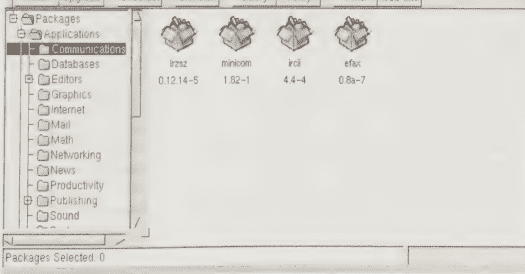 Packages
Applications
Communications
Databases
Editors
Graphics
Internet
Mail
Math
Networking
News
Productivity
Publishing
Sound
lrzsz minicom ircii efax
0.12.14-5 1.82-1 4.4-4 0.8a-7
Packages Selected: 0